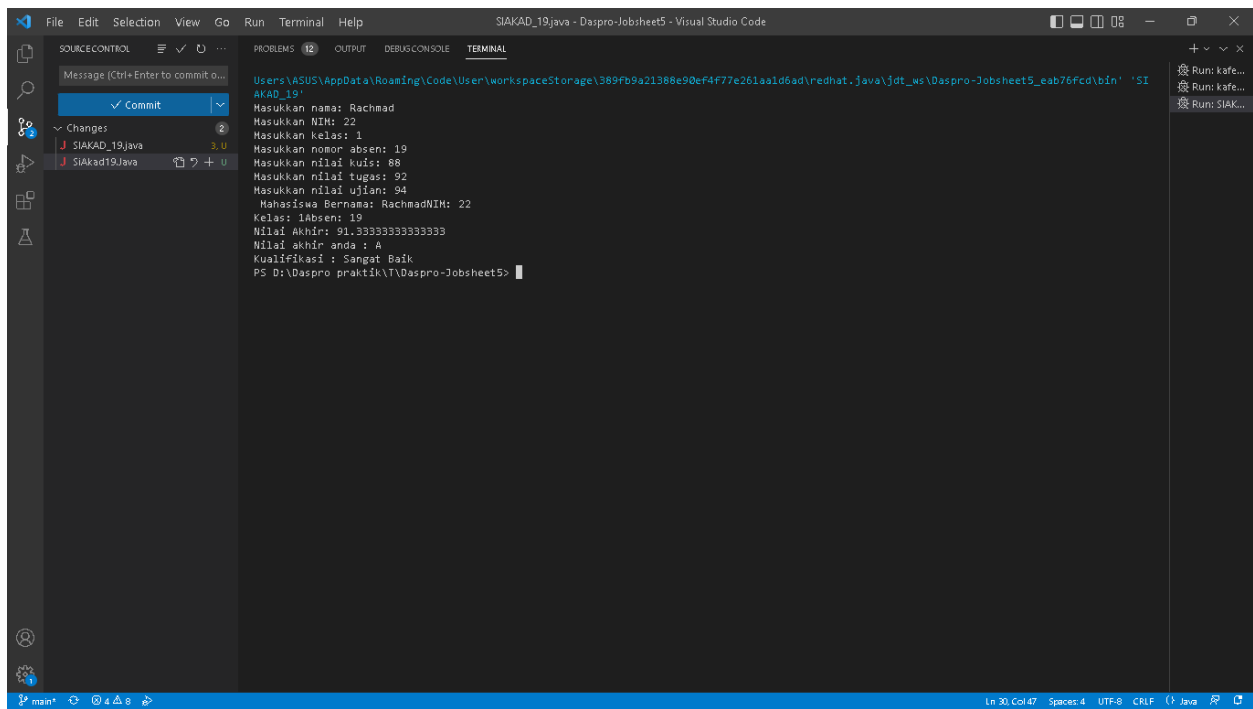 File Edit Selection View Go Run Terminal Help SIAKAD_19.java - Daspro-Jobsheet5 - Visual Studio Code
SOURCE CONTROL
Message (Ctrl+Enter to commit o...
Commit
Changes 2
SIAKAD_19.java 3, U
SiAkad19.Java U
PROBLEMS 12 OUTPUT DEBUG CONSOLE TERMINAL
Users\ASUS\AppData\Roaming\Code\User\workspaceStorage\389fb9a21388e90ef4f77e261aa1d6ad\redhat.java\jdt_ws\Daspro-Jobsheet5_eab76fcd\bin' 'SI
AKAD_19'
Masukkan nama: Rachmad
Masukkan NIM: 22
Masukkan kelas: 1
Masukkan nomor absen: 19
Masukkan nilai kuis: 88
Masukkan nilai tugas: 92
Masukkan nilai ujian: 94
Mahasiswa Bernama: RachmadNIM: 22
Kelas: 1Absen: 19
Nilai Akhir: 91.33333333333333
Nilai akhir anda : A
Kualifikasi : Sangat Baik
PS D:\Daspro praktik\T\Daspro-Jobsheet5>
Run: kafe...
Run: kafe...
Run: SIAK...
2
1
main* 4 8 Ln 30, Col 47 Spaces: 4 UTF-8 CRLF {} Java